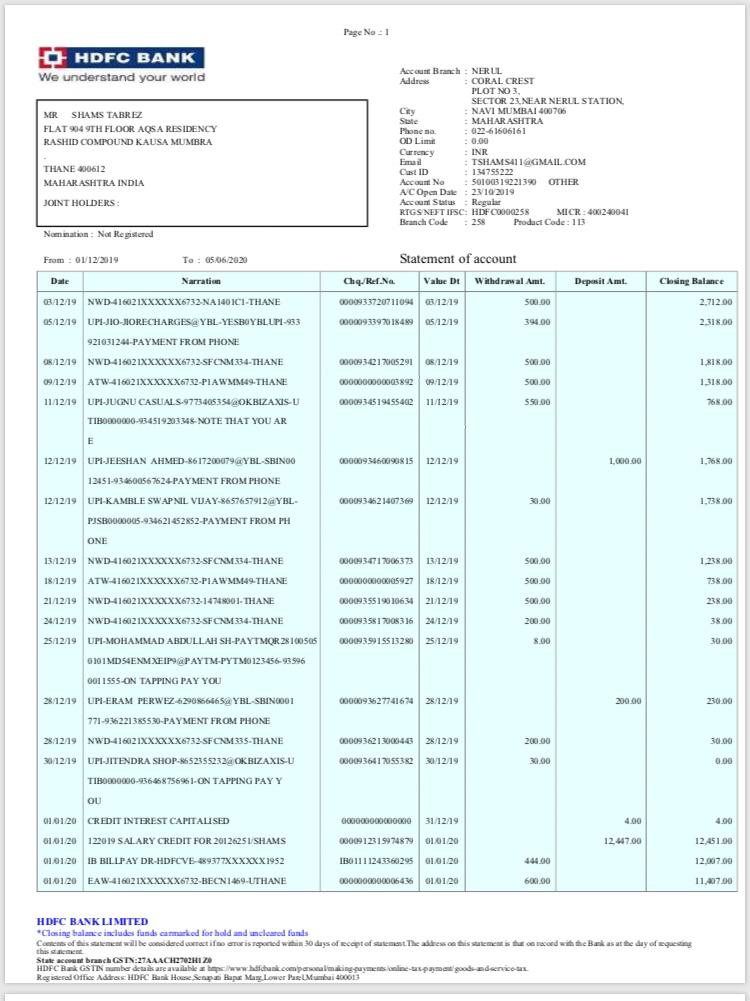 Page No .: 1
HDFC BANK
We understand your world
MR SHAMS TABREZ
FLAT 904 9TH FLOOR AQSA RESIDENCY
RASHID COMPOUND KAUSA MUMBRA
.
THANE 400612
MAHARASHTRA INDIA
JOINT HOLDERS :
Nomination : Not Registered
Account Branch : NERUL
Address : CORAL CREST
PLOT NO 3,
SECTOR 23,NEAR NERUL STATION,
City : NAVI MUMBAI 400706
State : MAHARASHTRA
Phone no. : 022-61606161
OD Limit : 0.00
Currency : INR
Email : TSHAMS411@GMAIL.COM
Cust ID : 134755222
Account No : 50100319221390 OTHER
A/C Open Date : 23/10/2019
Account Status : Regular
RTGS/NEFT IFSC: HDFC0000258 MICR : 400240041
Branch Code : 258 Product Code : 113
From : 01/12/2019 To : 05/06/2020 Statement of account
Date Narration Chq./Ref.No. Value Dt Withdrawal Amt. Deposit Amt. Closing Balance
03/12/19 NWD-416021XXXXXX6732-NA1401C1-THANE 0000933720711094 03/12/19 500.00 2,712.00
05/12/19 UPI-JIO-JIORECHARGES@YBL-YESB0YBLUPI-933 000093397018489 05/12/19 394.00 2,318.00
921031244-PAYMENT FROM PHONE
08/12/19 NWD-416021XXXXXX6732-SFCNM334-THANE 0000934217005291 08/12/19 500.00 1,818.00
09/12/19 ATW-416021XXXXXX6732-P1AWMM49-THANE 0000000000003892 09/12/19 500.00 1,318.00
11/12/19 UPI-JUGNU CASUALS-9773405354@OKBIZAXIS-U 0000934519455402 11/12/19 550.00 768.00
TIB0000000-934519203348-NOTE THAT YOU AR
E
12/12/19 UPI-JEESHAN AHMED-8617200079@YBL-SBIN00 0000934600090815 12/12/19 1,000.00 1,768.00
12451-934600567624-PAYMENT FROM PHONE
12/12/19 UPI-KAMBLE SWAPNIL VIJAY-8657657912@YBL- 0000934621407369 12/12/19 30.00 1,738.00
PJSB0000005-934621452852-PAYMENT FROM PH
ONE
13/12/19 NWD-416021XXXXXX6732-SFCNM334-THANE 0000934717006373 13/12/19 500.00 1,238.00
18/12/19 ATW-416021XXXXXX6732-P1AWMM49-THANE 0000000000005927 18/12/19 500.00 738.00
21/12/19 NWD-416021XXXXXX6732-14748001-THANE 0000935519010634 21/12/19 500.00 238.00
24/12/19 NWD-416021XXXXXX6732-SFCNM334-THANE 0000935817008316 24/12/19 200.00 38.00
25/12/19 UPI-MOHAMMAD ABDULLAH SH-PAYTMQR28100505 0000935915513280 25/12/19 8.00 30.00
0101MD54ENMXEIP9@PAYTM-PYTM0123456-93596
0011555-ON TAPPING PAY YOU
28/12/19 UPI-ERAM PERWEZ-6290866465@YBL-SBIN0001 0000936227741674 28/12/19 200.00 230.00
771-936221385530-PAYMENT FROM PHONE
28/12/19 NWD-416021XXXXXX6732-SFCNM335-THANE 0000936213000443 28/12/19 200.00 30.00
30/12/19 UPI-JITENDRA SHOP-8652355232@OKBIZAXIS-U 0000936417055382 30/12/19 30.00 0.00
TIB0000000-936468756961-ON TAPPING PAY Y
OU
01/01/20 CREDIT INTEREST CAPITALISED 000000000000000 31/12/19 4.00 4.00
01/01/20 122019 SALARY CREDIT FOR 20126251/SHAMS 0000912315974879 01/01/20 12,447.00 12,451.00
01/01/20 IB BILLPAY DR-HDFCVE-489377XXXXXX1952 IB01111243360295 01/01/20 444.00 12,007.00
01/01/20 EAW-416021XXXXXX6732-BECN1469-UTHANE 0000000000006436 01/01/20 600.00 11,407.00
HDFC BANK LIMITED
*Closing balance includes funds earmarked for hold and uncleared funds
Contents of this statement will be considered correct if no error is reported within 30 days of receipt of statement.The address on this statement is that on record with the Bank as at the day of requesting
this statement.
State account branch GSTN:27AAACH2702H1Z0
HDFC Bank GSTIN number details are available at https://www.hdfcbank.com/personal/making-payments/online-tax-payment/goods-and-service-tax.
Registered Office Address: HDFC Bank House,Senapati Bapat Marg,Lower Parel,Mumbai 400013